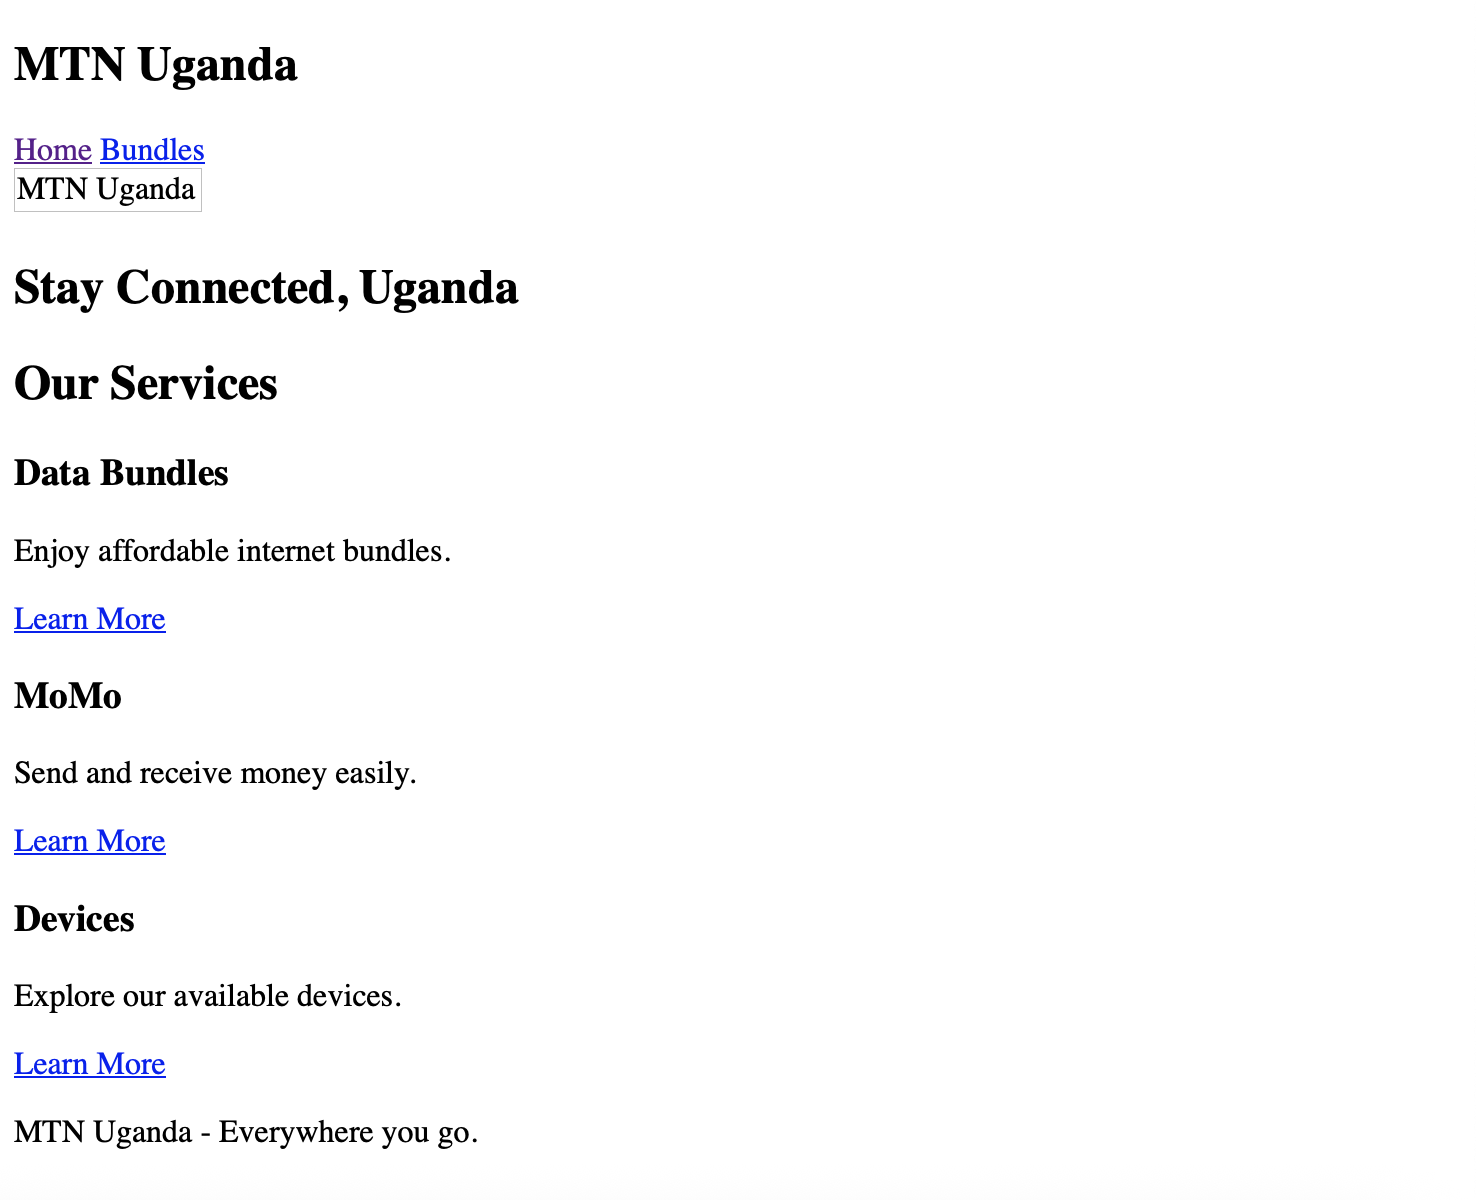 MTN Uganda
Home Bundles
MTN Uganda
Stay Connected, Uganda
Our Services
Data Bundles
Enjoy affordable internet bundles.
Learn More
MoMo
Send and receive money easily.
Learn More
Devices
Explore our available devices.
Learn More
MTN Uganda - Everywhere you go.